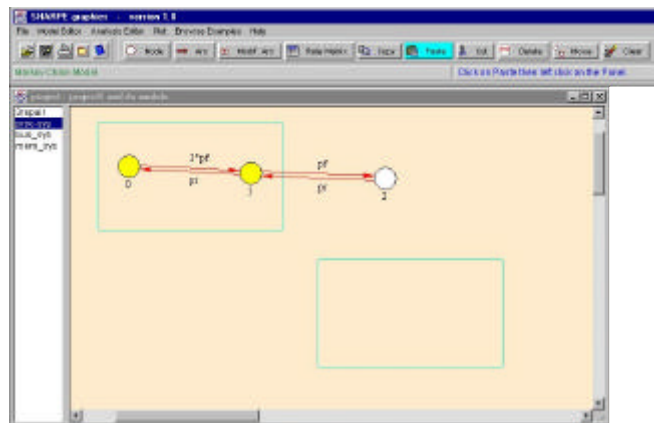 SHARPE graphics - version 1.0
File Model Editor Analysis Editor Plot Browse Examples Help
Node Arc Modif Arc Copy Paste Cut Delete Move Clear
Markov Chain Model Click on Paste then left click on the Panel
mem_sys
2*pf
pr
0
1
pf
pr
2